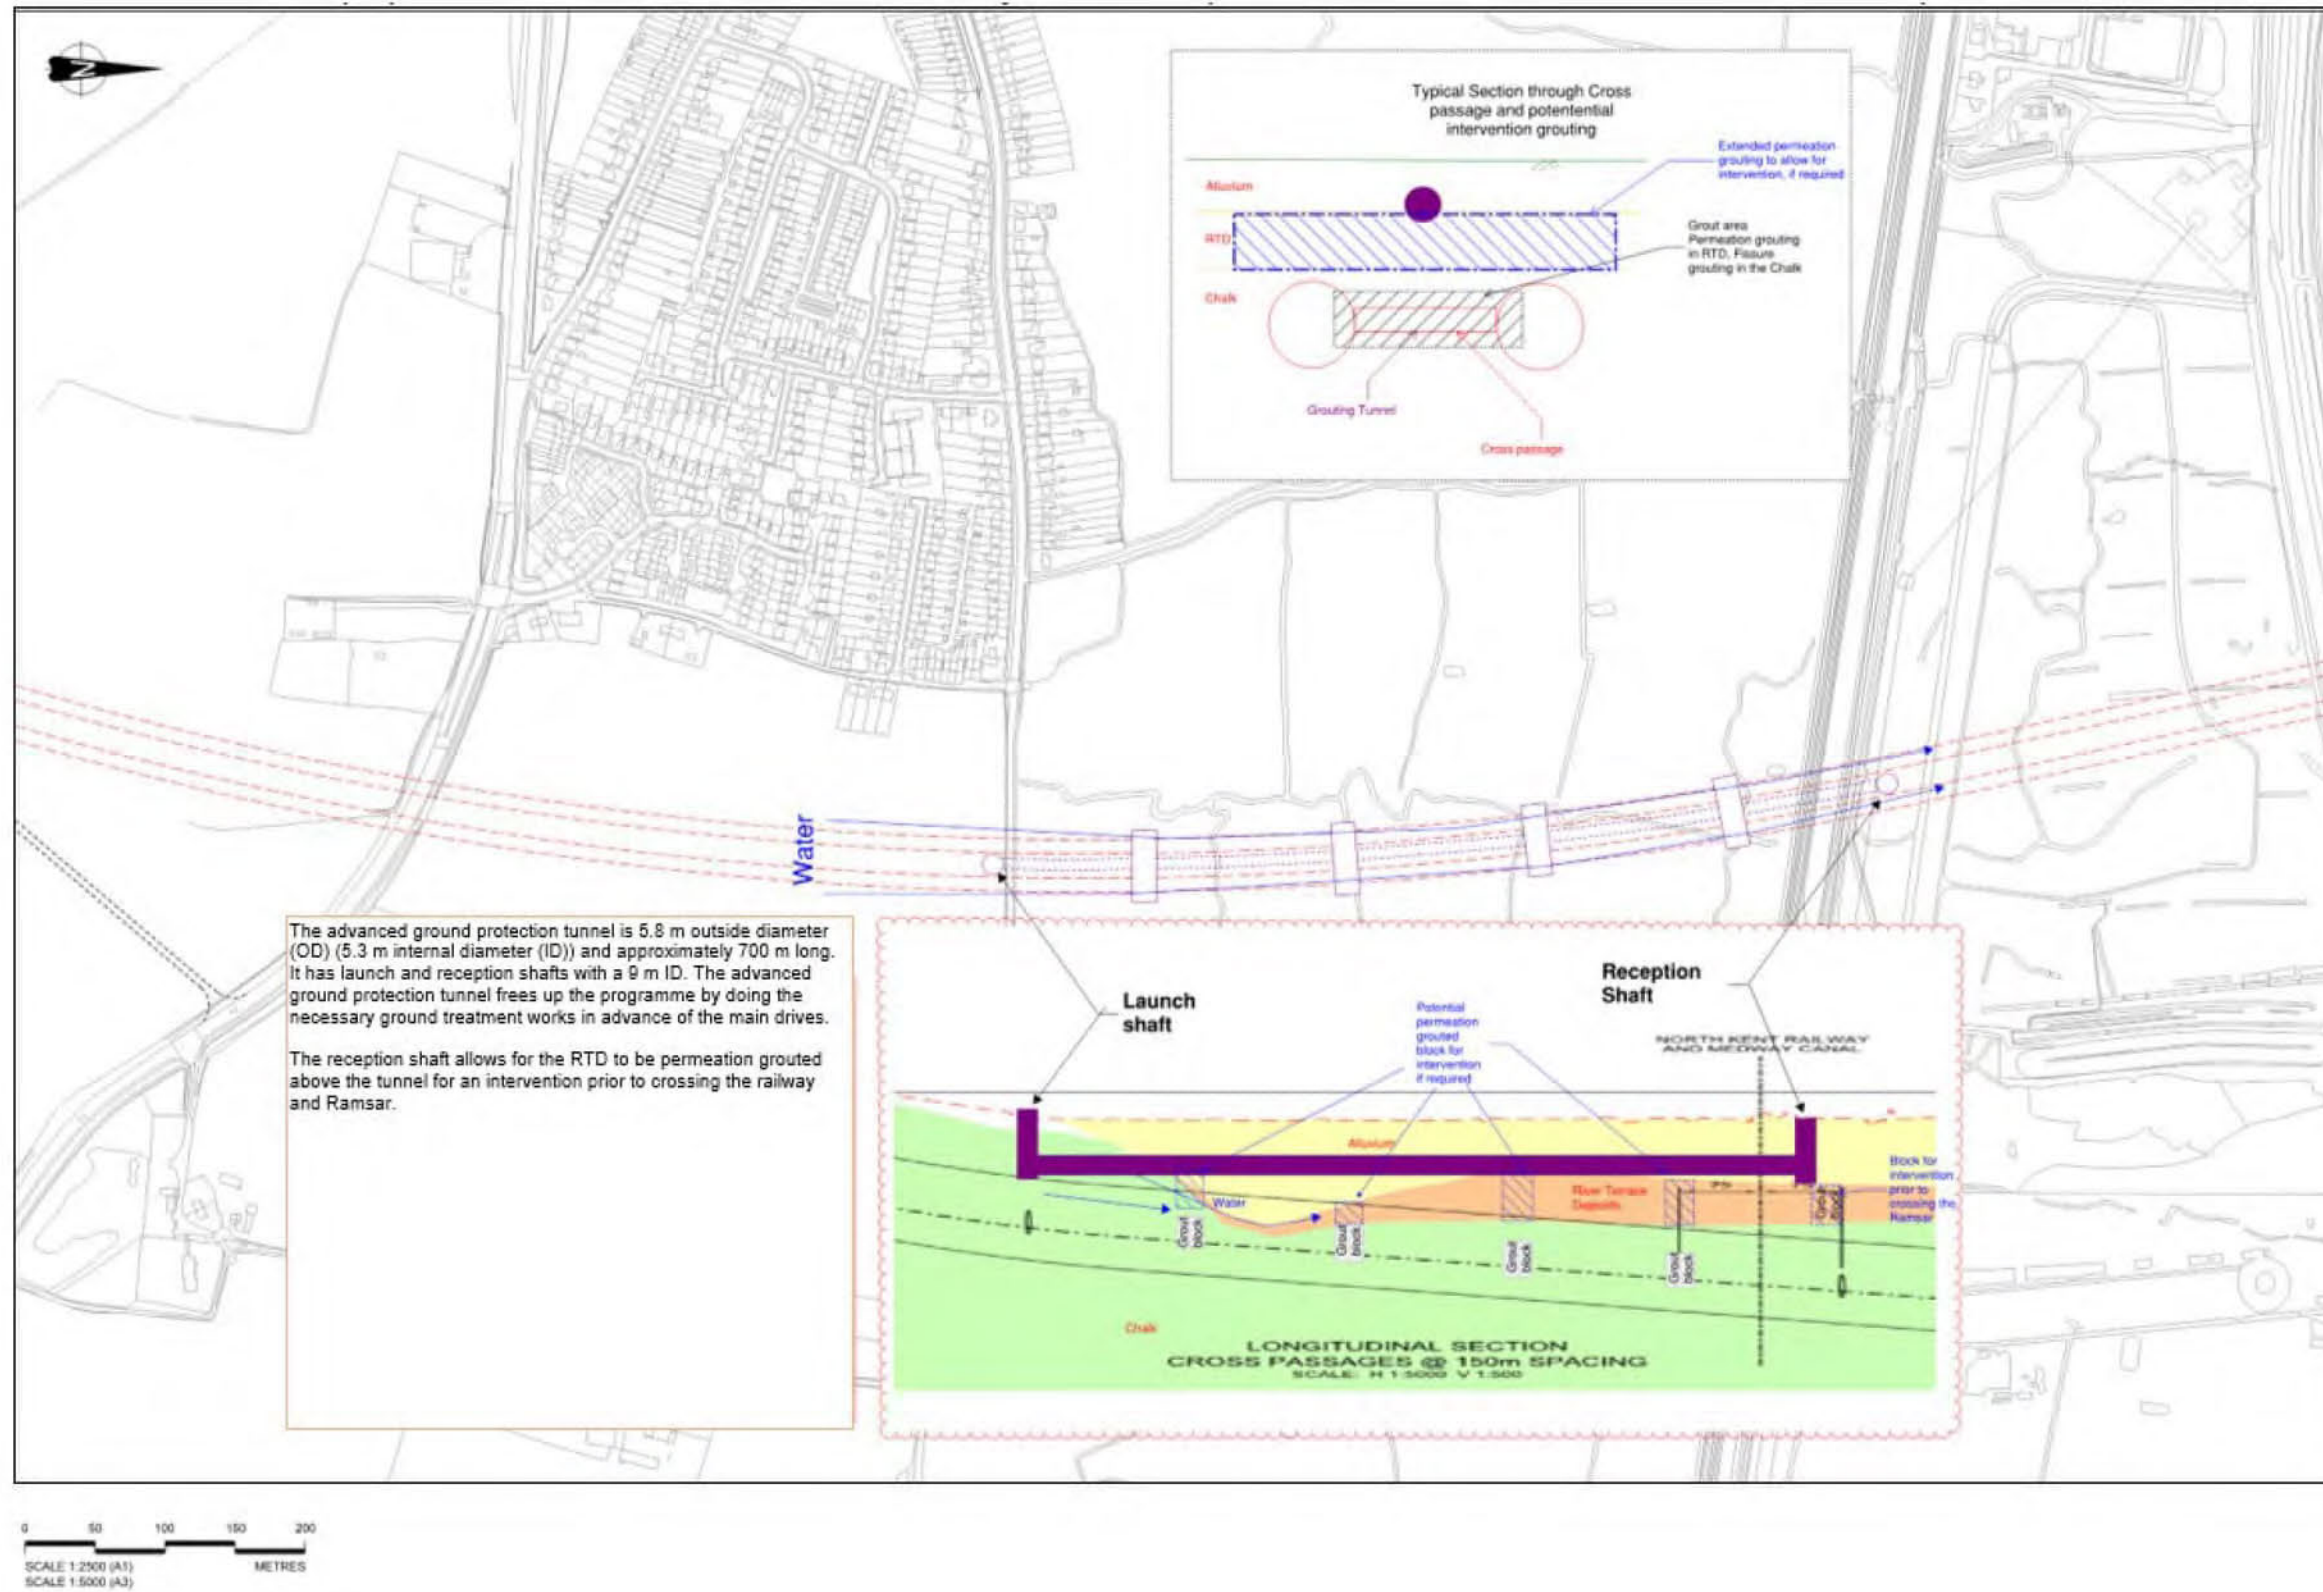 N
Typical Section through Cross
passage and potentential
intervention grouting
Extended permeation
grouting to allow for
intervention, if required
Alluvium
RTD
Grout area
Permeation grouting
in RTD, Fissure
grouting in the Chalk
Chalk
Grouting Tunnel
Cross passage
Water
The advanced ground protection tunnel is 5.8 m outside diameter
(OD) (5.3 m internal diameter (ID)) and approximately 700 m long.
It has launch and reception shafts with a 9 m ID. The advanced
ground protection tunnel frees up the programme by doing the
necessary ground treatment works in advance of the main drives.
The reception shaft allows for the RTD to be permeation grouted
above the tunnel for an intervention prior to crossing the railway
and Ramsar.
Launch
shaft
Reception
Shaft
Potential
permeation
grouted
block for
intervention
if required
NORTH KENT RAILWAY
AND MEDWAY CANAL
Alluvium
Water
River Terrace
Deposits
Block for
intervention
prior to
crossing the
Ramsar
Grout
block
Grout
block
Grout
block
Grout
block
Grout
block
Chalk
LONGITUDINAL SECTION
CROSS PASSAGES @ 150m SPACING
SCALE: H 1:5000 V 1:500
0 50 100 150 200
SCALE 1:2500 (A1) METRES
SCALE 1:5000 (A3)